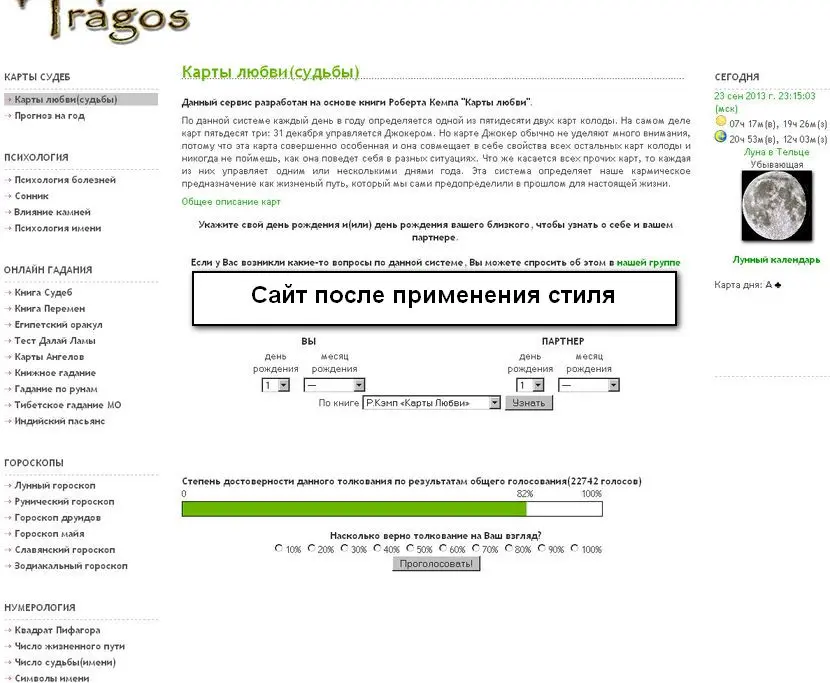 Tragos
КАРТЫ СУДЕБ
Карты любви(судьбы)
Прогноз на год
ПСИХОЛОГИЯ
Психология болезней
Сонник
Влияние камней
Психология имени
ОНЛАЙН ГАДАНИЯ
Книга Судеб
Книга Перемен
Египетский оракул
Тест Далай Ламы
Карты Ангелов
Книжное гадание
Гадание по рунам
Тибетское гадание МО
Индийский пасьянс
ГОРОСКОПЫ
Лунный гороскоп
Рунический гороскоп
Гороскоп друидов
Гороскоп майя
Славянский гороскоп
Зодиакальный гороскоп
НУМЕРОЛОГИЯ
Квадрат Пифагора
Число жизненного пути
Число судьбы(имени)
Символы имени
Карты любви(судьбы)
Данный сервис разработан на основе книги Роберта Кемпа "Карты любви".
По данной системе каждый день в году определяется одной из пятидесяти двух карт колоды. На самом деле
карт пятьдесят три: 31 декабря управляется Джокером. Но карте Джокер обычно не уделяют много внимания,
потому что эта карта совершенно особенная и она совмещает в себе свойства всех остальных карт колоды и
никогда не поймешь, как она поведет себя в разных ситуациях. Что же касается всех прочих карт, то каждая
из них управляет одним или несколькими днями года. Эта система определяет наше кармическое
предназначение как жизненый путь, который мы сами предопределили в прошлом для настоящей жизни.
Общее описание карт
Укажите свой день рождения и(или) день рождения вашего близкого, чтобы узнать о себе и вашем
партнере.
Если у Вас возникли какие-то вопросы по данной системе, Вы можете спросить об этом в нашей группе
Сайт после применения стиля
ВЫ ПАРТНЕР
день месяц день месяц
рождения рождения рождения рождения
1 — 1 —
По книге Р.Кэмп «Карты Любви» Узнать
Степень достоверности данного толкования по результатам общего голосования(22742 голосов)
0 82% 100%
Насколько верно толкование на Ваш взгляд?
10% 20% 30% 40% 50% 60% 70% 80% 90% 100%
Проголосовать!
СЕГОДНЯ
23 сен 2013 г. 23:15:03
(мск)
07ч 17м(в), 19ч 26м(з)
20ч 53м(в), 12ч 03м(з)
Луна в Тельце
Убывающая
Лунный календарь
Карта дня: А ♣